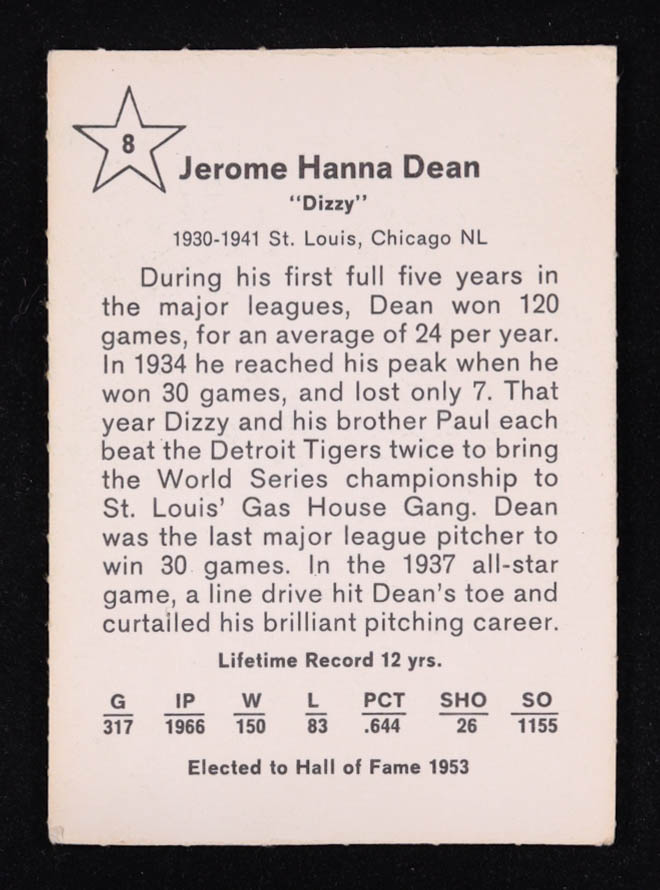 8
Jerome Hanna Dean
"Dizzy"
1930-1941 St. Louis, Chicago NL
During his first full five years in
the major leagues, Dean won 120
games, for an average of 24 per year.
In 1934 he reached his peak when he
won 30 games, and lost only 7. That
year Dizzy and his brother Paul each
beat the Detroit Tigers twice to bring
the World Series championship to
St. Louis' Gas House Gang. Dean
was the last major league pitcher to
win 30 games. In the 1937 all-star
game, a line drive hit Dean's toe and
curtailed his brilliant pitching career.
Lifetime Record 12 yrs.
G IP W L PCT SHO SO
317 1966 150 83 .644 26 1155
Elected to Hall of Fame 1953